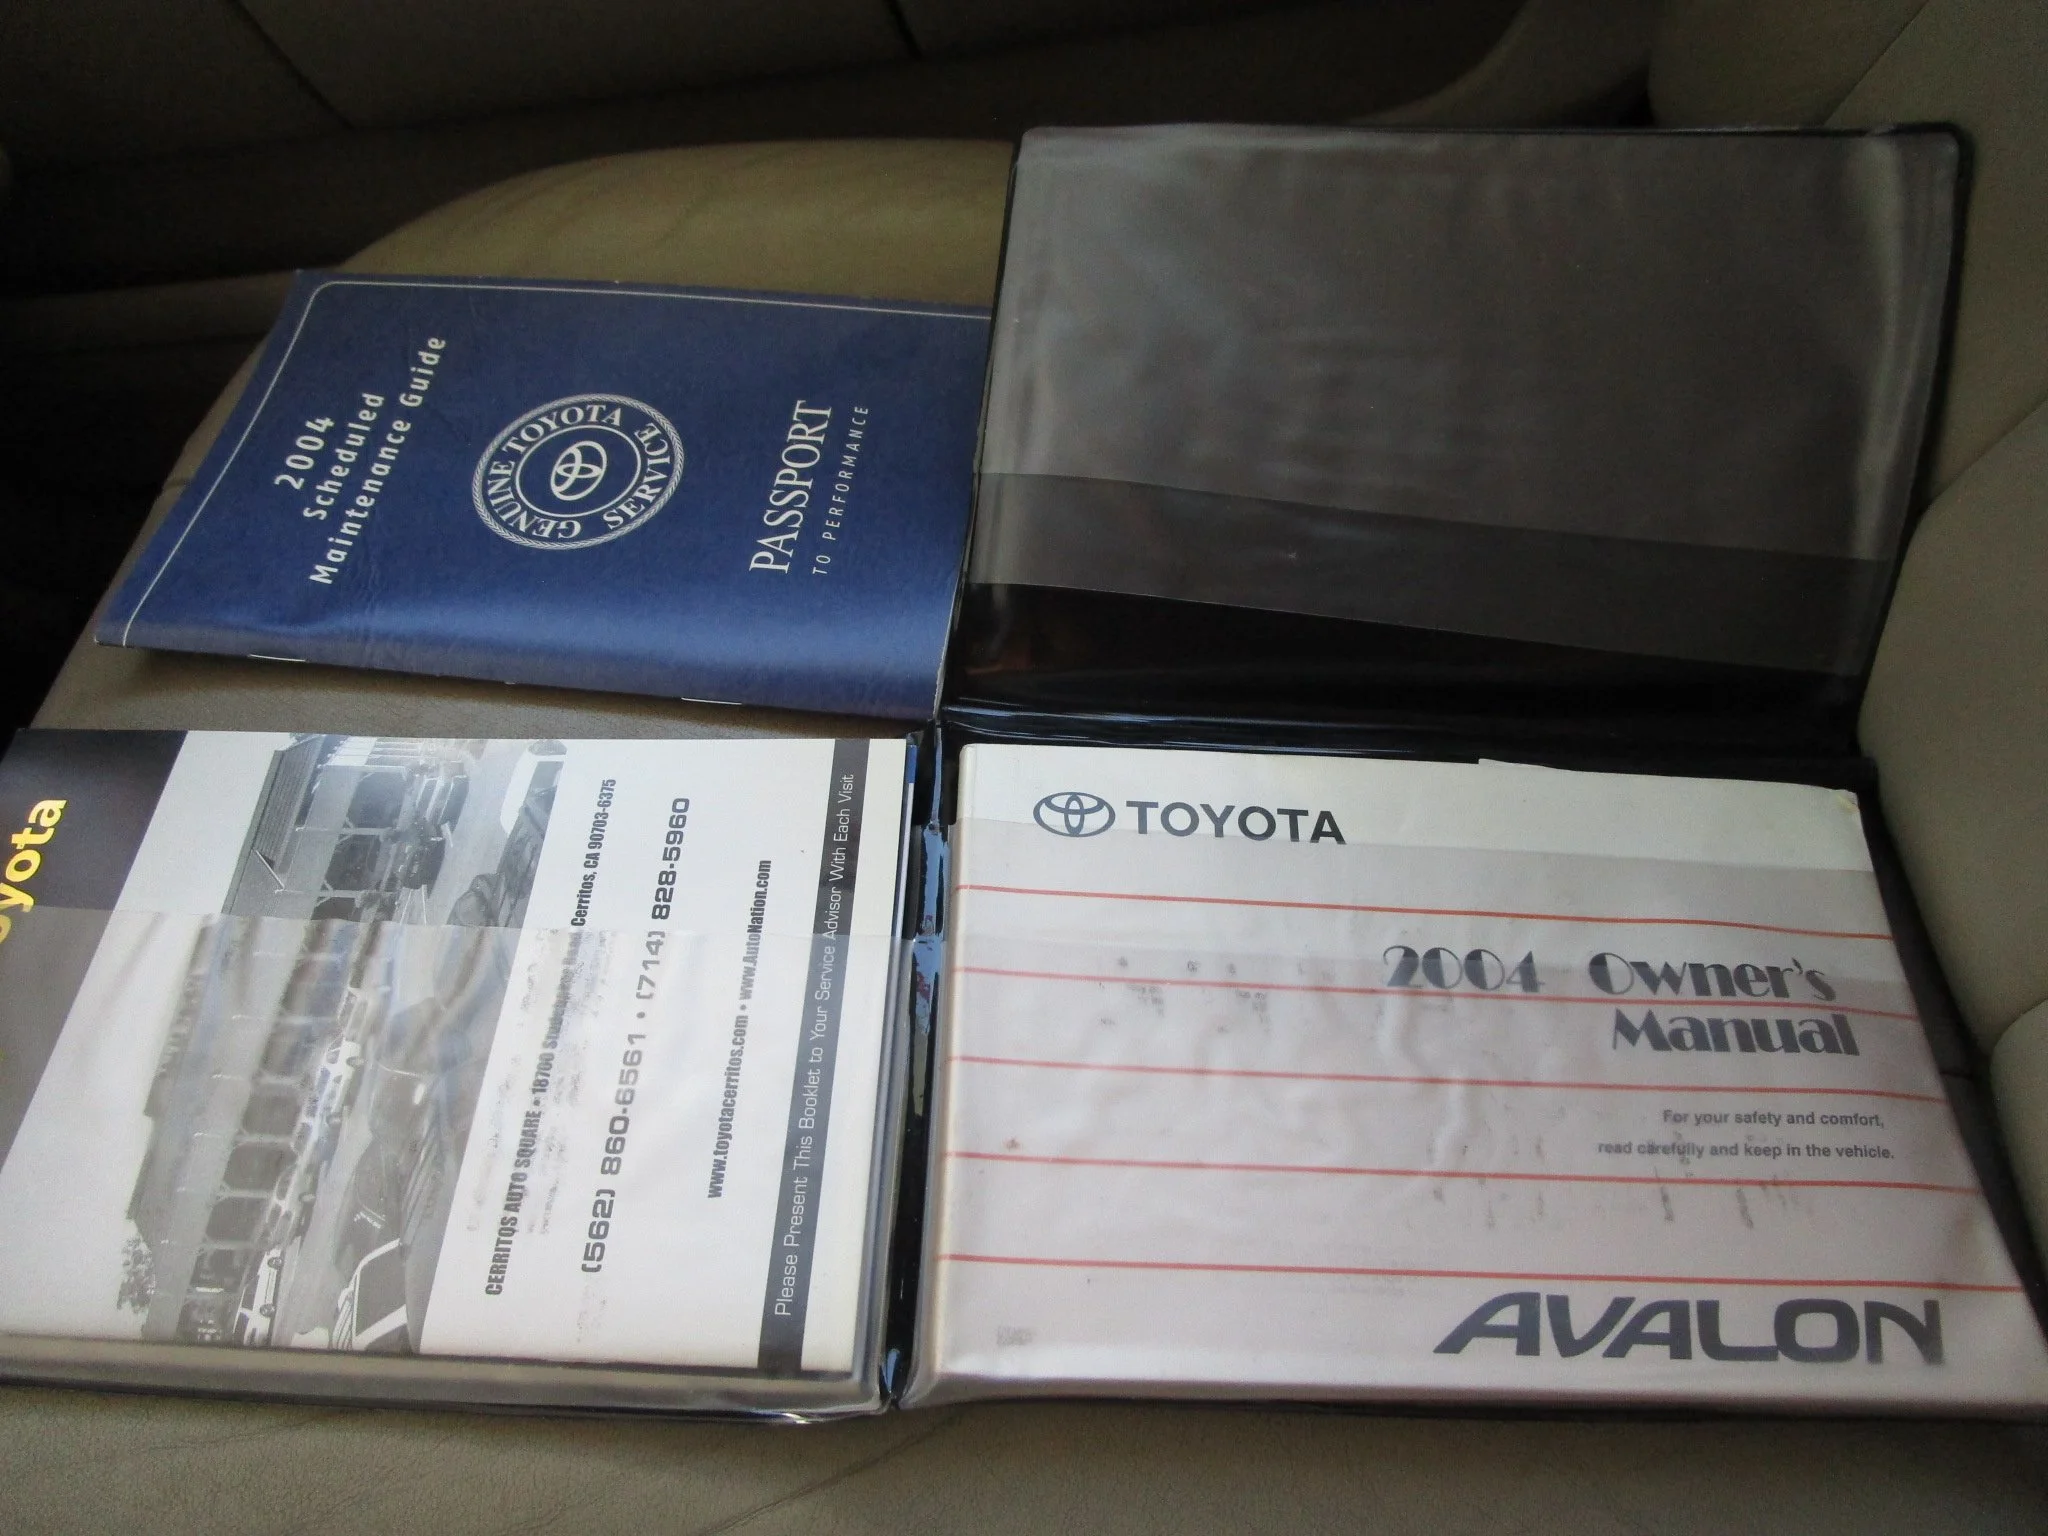 2004
Scheduled
Maintenance Guide
GENUINE TOYOTA SERVICE
PASSPORT
TO PERFORMANCE
oyota
CERRITOS AUTO SQUARE • 18700 Cerritos, CA 90703-6375
(562) 860-6561 • (714) 828-5960
www.toyotacerritos.com • www.AutoNation.com
Please Present This Booklet to Your Service Advisor With Each Visit
TOYOTA
2004 Owner's
Manual
For your safety and comfort,
read carefully and keep in the vehicle.
AVALON